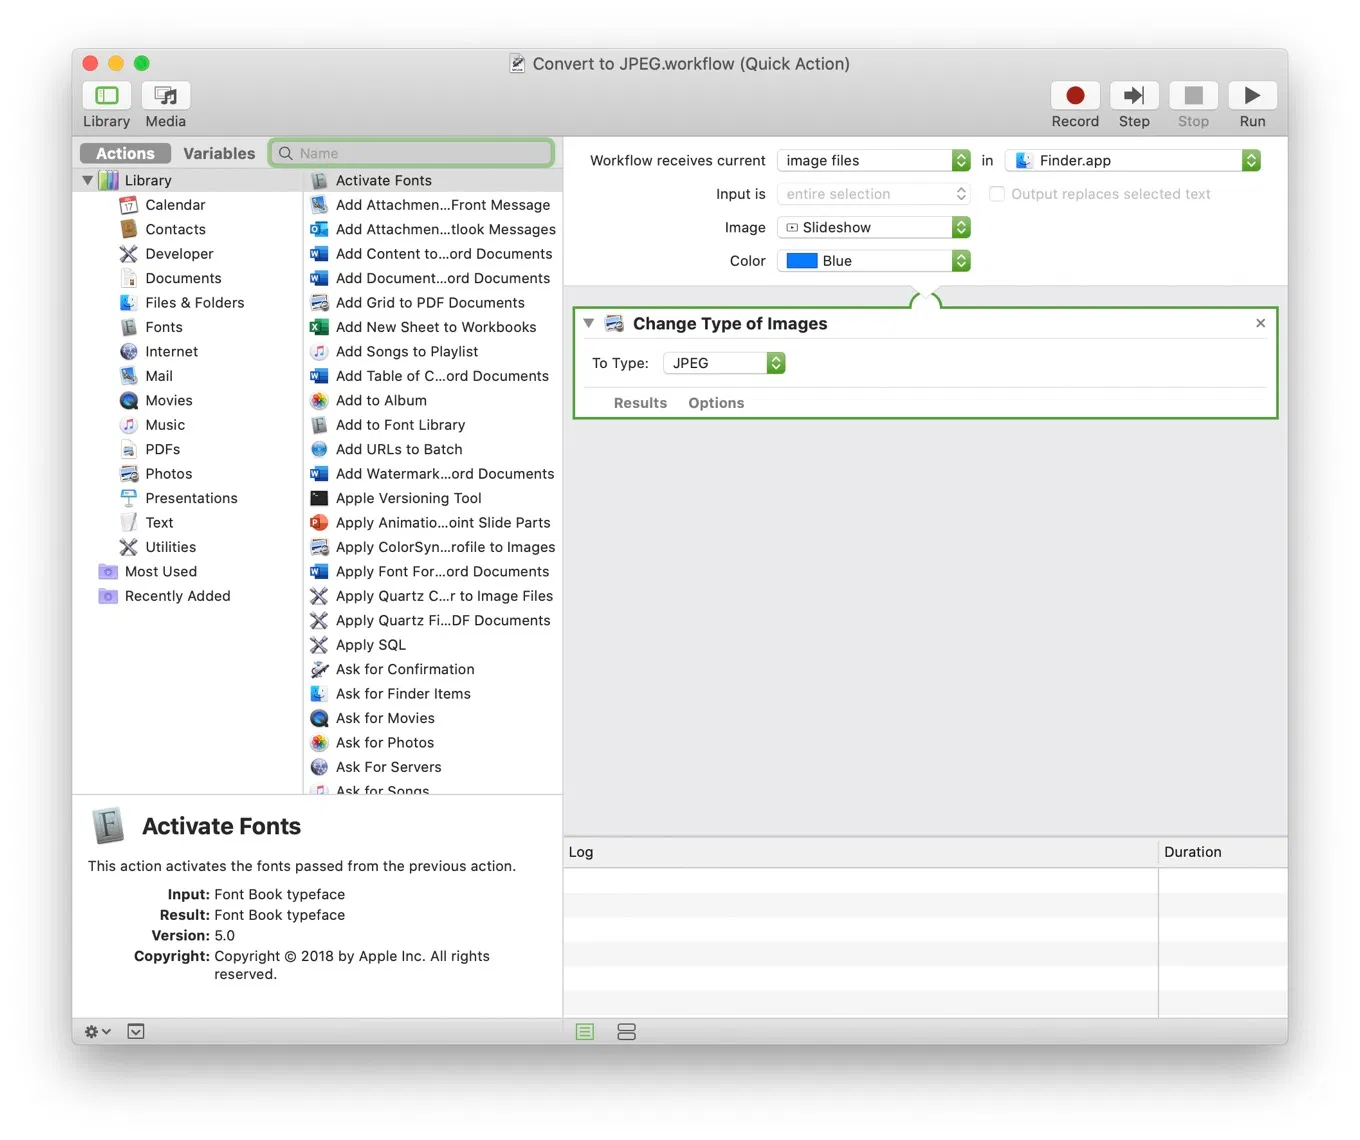 Convert to JPEG.workflow (Quick Action)
Library
Media
Record
Step
Stop
Run
Actions
Variables
Name
Library
Calendar
Contacts
Developer
Documents
Files & Folders
Fonts
Internet
Mail
Movies
Music
PDFs
Photos
Presentations
Text
Utilities
Most Used
Recently Added
Activate Fonts
Add Attachmen...Front Message
Add Attachmen...tlook Messages
Add Content to...ord Documents
Add Document...ord Documents
Add Grid to PDF Documents
Add New Sheet to Workbooks
Add Songs to Playlist
Add Table of C...ord Documents
Add to Album
Add to Font Library
Add URLs to Batch
Add Watermark...ord Documents
Apple Versioning Tool
Apply Animatio...oint Slide Parts
Apply ColorSyn...rofile to Images
Apply Font For...ord Documents
Apply Quartz C...r to Image Files
Apply Quartz Fi...DF Documents
Apply SQL
Ask for Confirmation
Ask for Finder Items
Ask for Movies
Ask for Photos
Ask For Servers
Ask for Songs
Workflow receives current image files in Finder.app
Input is entire selection Output replaces selected text
Image Slideshow
Color Blue
Change Type of Images
To Type: JPEG
Results Options
Activate Fonts
This action activates the fonts passed from the previous action.
Input: Font Book typeface
Result: Font Book typeface
Version: 5.0
Copyright: Copyright © 2018 by Apple Inc. All rights
reserved.
Log
Duration